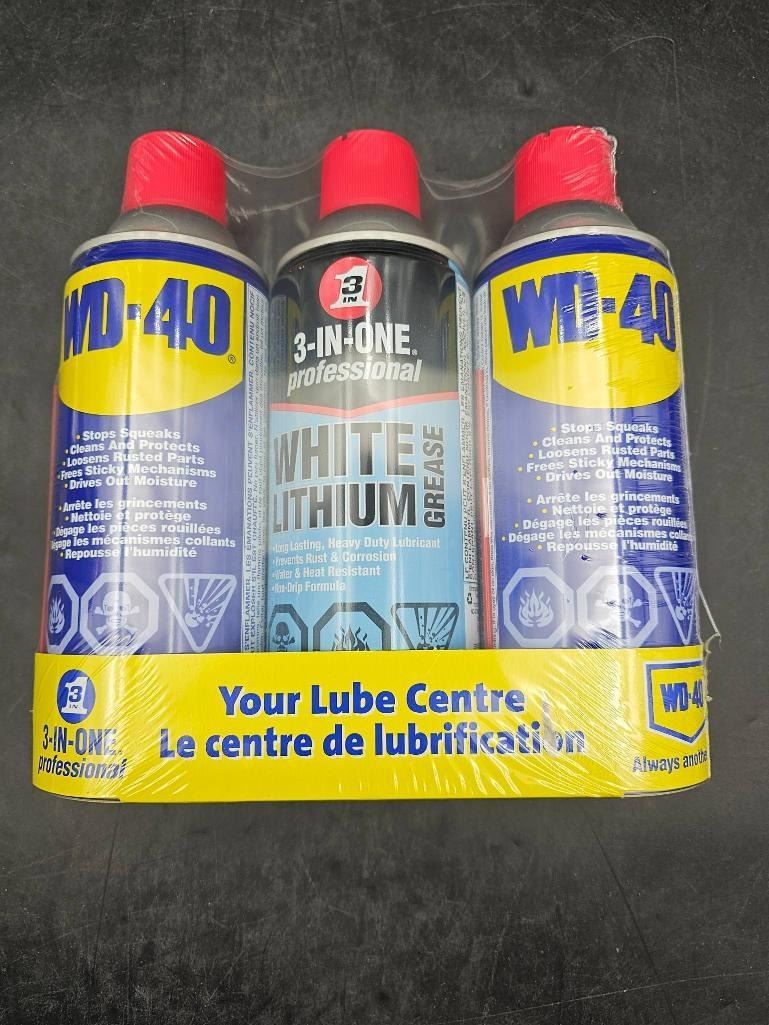 WD-40
®
• Stops Squeaks
• Cleans And Protects
• Loosens Rusted Parts
• Frees Sticky Mechanisms
• Drives Out Moisture
• Arrête les grincements
• Nettoie et protège
• Dégage les pièces rouillées
Dégage les mécanismes collants
• Repousse l'humidité
3
IN
1
3-IN-ONE®
professional
WHITE
LITHIUM
GREASE
• Long Lasting, Heavy Duty Lubricant
• Prevents Rust & Corrosion
• Water & Heat Resistant
• Non-Drip Formula
WD-40
• Stops Squeaks
• Cleans And Protects
• Loosens Rusted Parts
• Frees Sticky Mechanisms
• Drives Out Moisture
• Arrête les grincements
• Nettoie et protège
• Dégage les pièces rouillées
• Dégage les mécanismes collants
• Repousse l'humidité
3
IN
1
3-IN-ONE
professional
Your Lube Centre
Le centre de lubrification
WD-40
Always